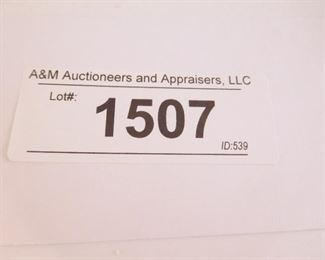 A&M Auctioneers and Appraisers, LLC
Lot#:
1507
ID:539